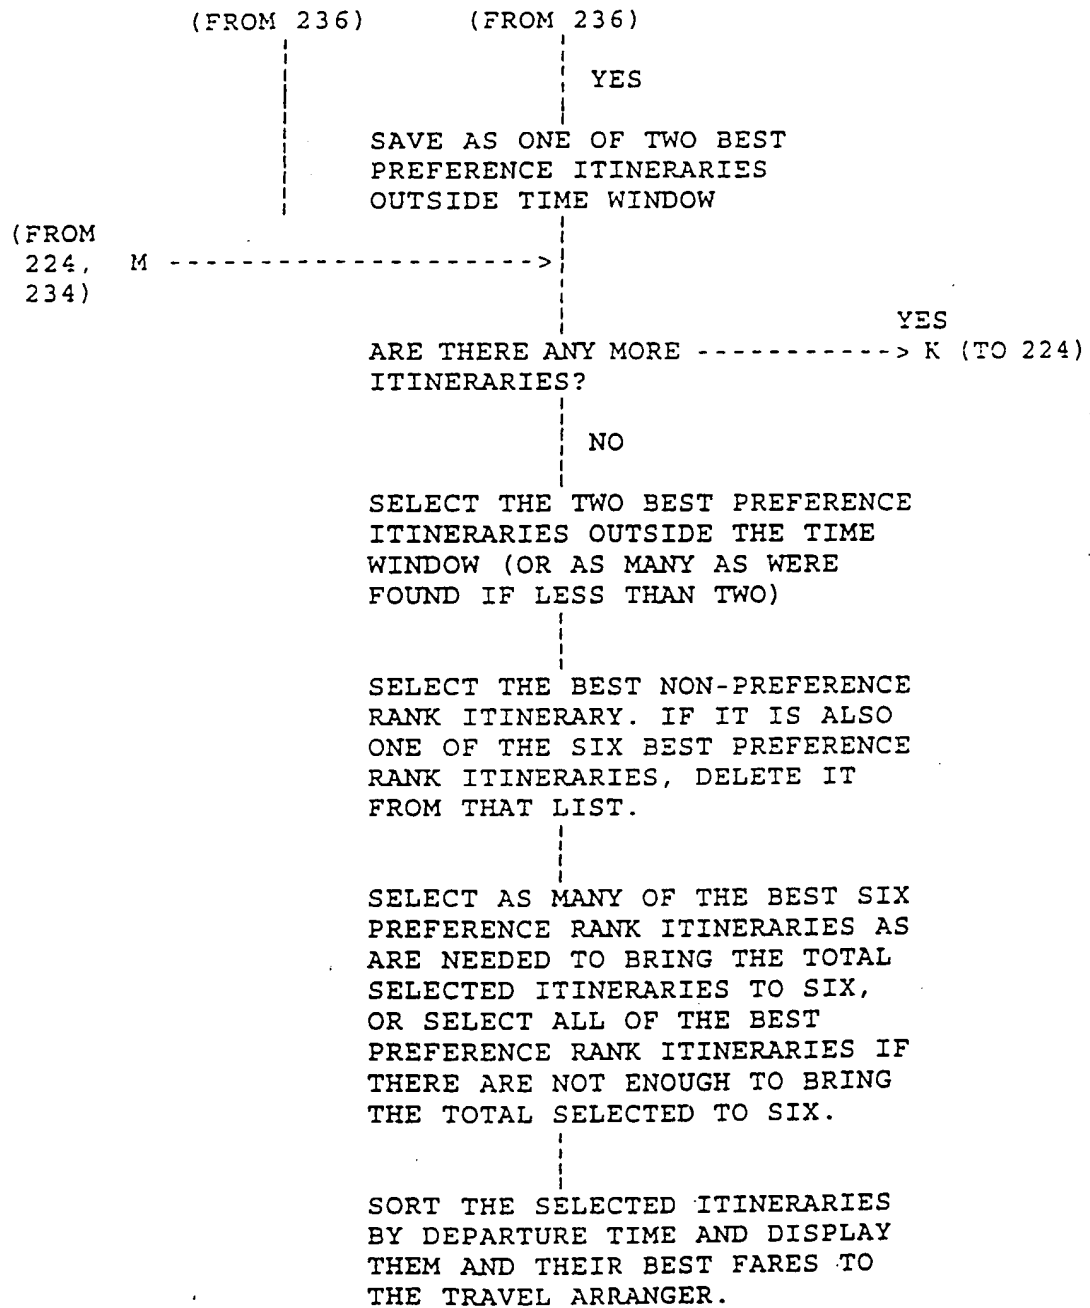 (FROM 236) (FROM 236)
YES
SAVE AS ONE OF TWO BEST
PREFERENCE ITINERARIES
OUTSIDE TIME WINDOW
(FROM
224, M -------------------->
234)
YES
ARE THERE ANY MORE -----------> K (TO 224)
ITINERARIES?
NO
SELECT THE TWO BEST PREFERENCE
ITINERARIES OUTSIDE THE TIME
WINDOW (OR AS MANY AS WERE
FOUND IF LESS THAN TWO)
SELECT THE BEST NON-PREFERENCE
RANK ITINERARY. IF IT IS ALSO
ONE OF THE SIX BEST PREFERENCE
RANK ITINERARIES, DELETE IT
FROM THAT LIST.
SELECT AS MANY OF THE BEST SIX
PREFERENCE RANK ITINERARIES AS
ARE NEEDED TO BRING THE TOTAL
SELECTED ITINERARIES TO SIX,
OR SELECT ALL OF THE BEST
PREFERENCE RANK ITINERARIES IF
THERE ARE NOT ENOUGH TO BRING
THE TOTAL SELECTED TO SIX.
SORT THE SELECTED ITINERARIES
BY DEPARTURE TIME AND DISPLAY
THEM AND THEIR BEST FARES TO
THE TRAVEL ARRANGER.